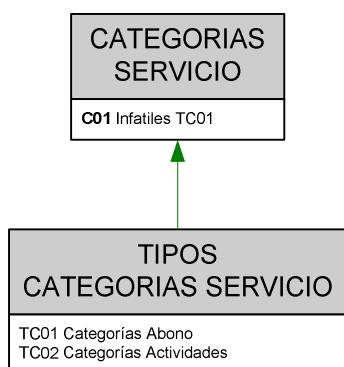 CATEGORIAS
SERVICIO
C01 Infatiles TC01
TIPOS
CATEGORIAS SERVICIO
TC01 Categorías Abono
TC02 Categorías Actividades